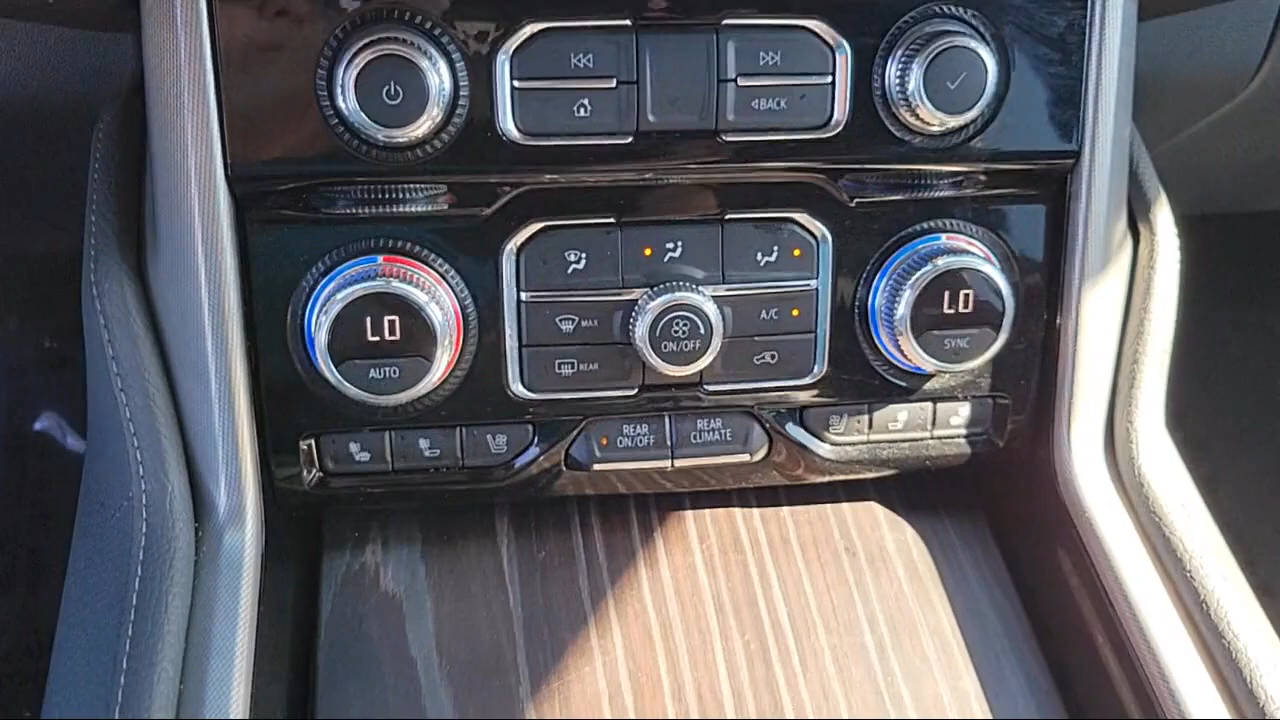 BACK
LO
AUTO
MAX
REAR
ON/OFF
A/C
LO
SYNC
REAR
ON/OFF
REAR
CLIMATE